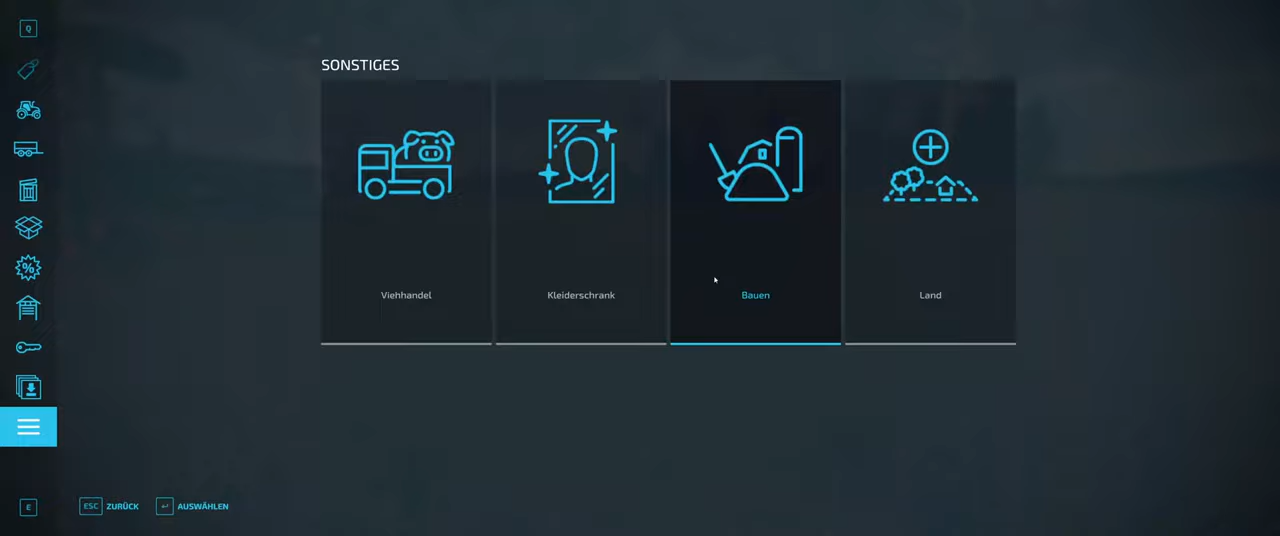 Q
SONSTIGES
%
Viehhandel
Kleiderschrank
Bauen
Land
E
ESC ZURÜCK
AUSWÄHLEN